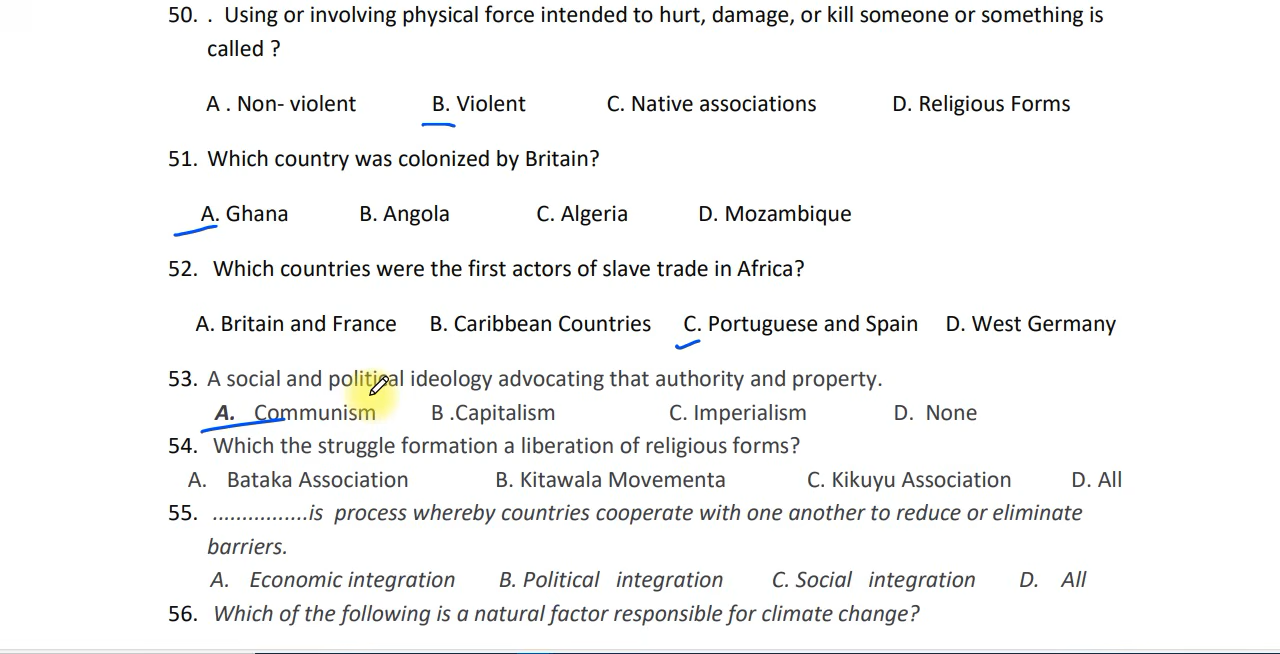 50. . Using or involving physical force intended to hurt, damage, or kill someone or something is
called ?
A . Non- violent B. Violent C. Native associations D. Religious Forms
51. Which country was colonized by Britain?
A. Ghana B. Angola C. Algeria D. Mozambique
52. Which countries were the first actors of slave trade in Africa?
A. Britain and France B. Caribbean Countries C. Portuguese and Spain D. West Germany
53. A social and political ideology advocating that authority and property.
A. Communism B .Capitalism C. Imperialism D. None
54. Which the struggle formation a liberation of religious forms?
A. Bataka Association B. Kitawala Movementa C. Kikuyu Association D. All
55. ................is process whereby countries cooperate with one another to reduce or eliminate
barriers.
A. Economic integration B. Political integration C. Social integration D. All
56. Which of the following is a natural factor responsible for climate change?